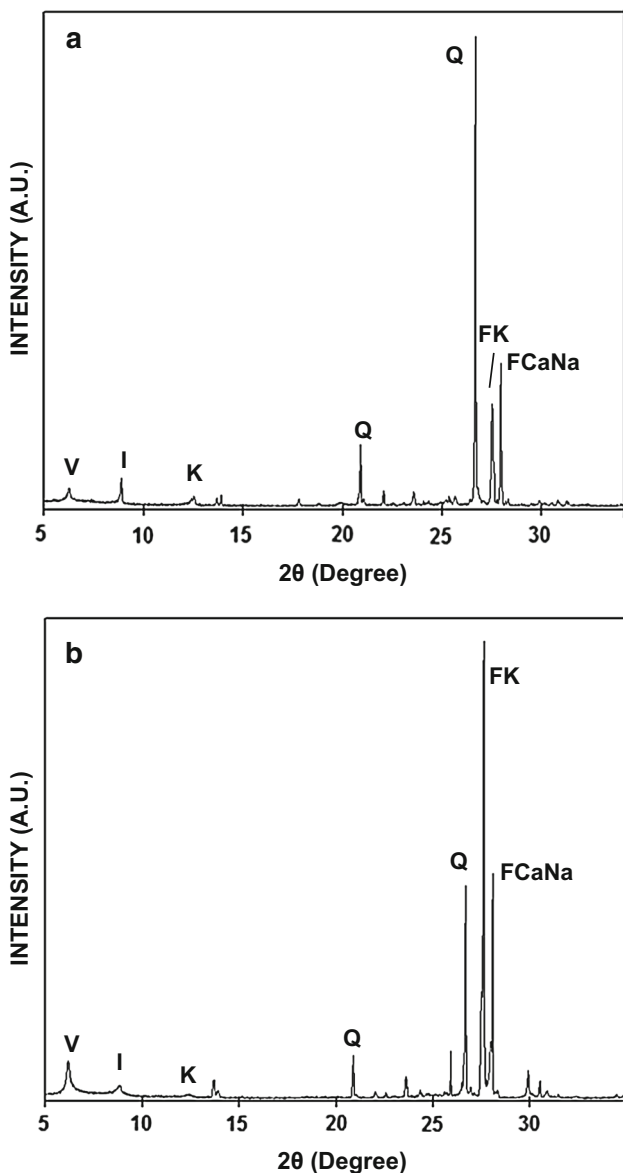 a
Q
FK
FCaNa
Q
V
I
K
INTENSITY (A.U.)
5 10 15 20 25 30
2θ (Degree)
b
FK
Q
FCaNa
Q
V
I
K
INTENSITY (A.U.)
5 10 15 20 25 30
2θ (Degree)